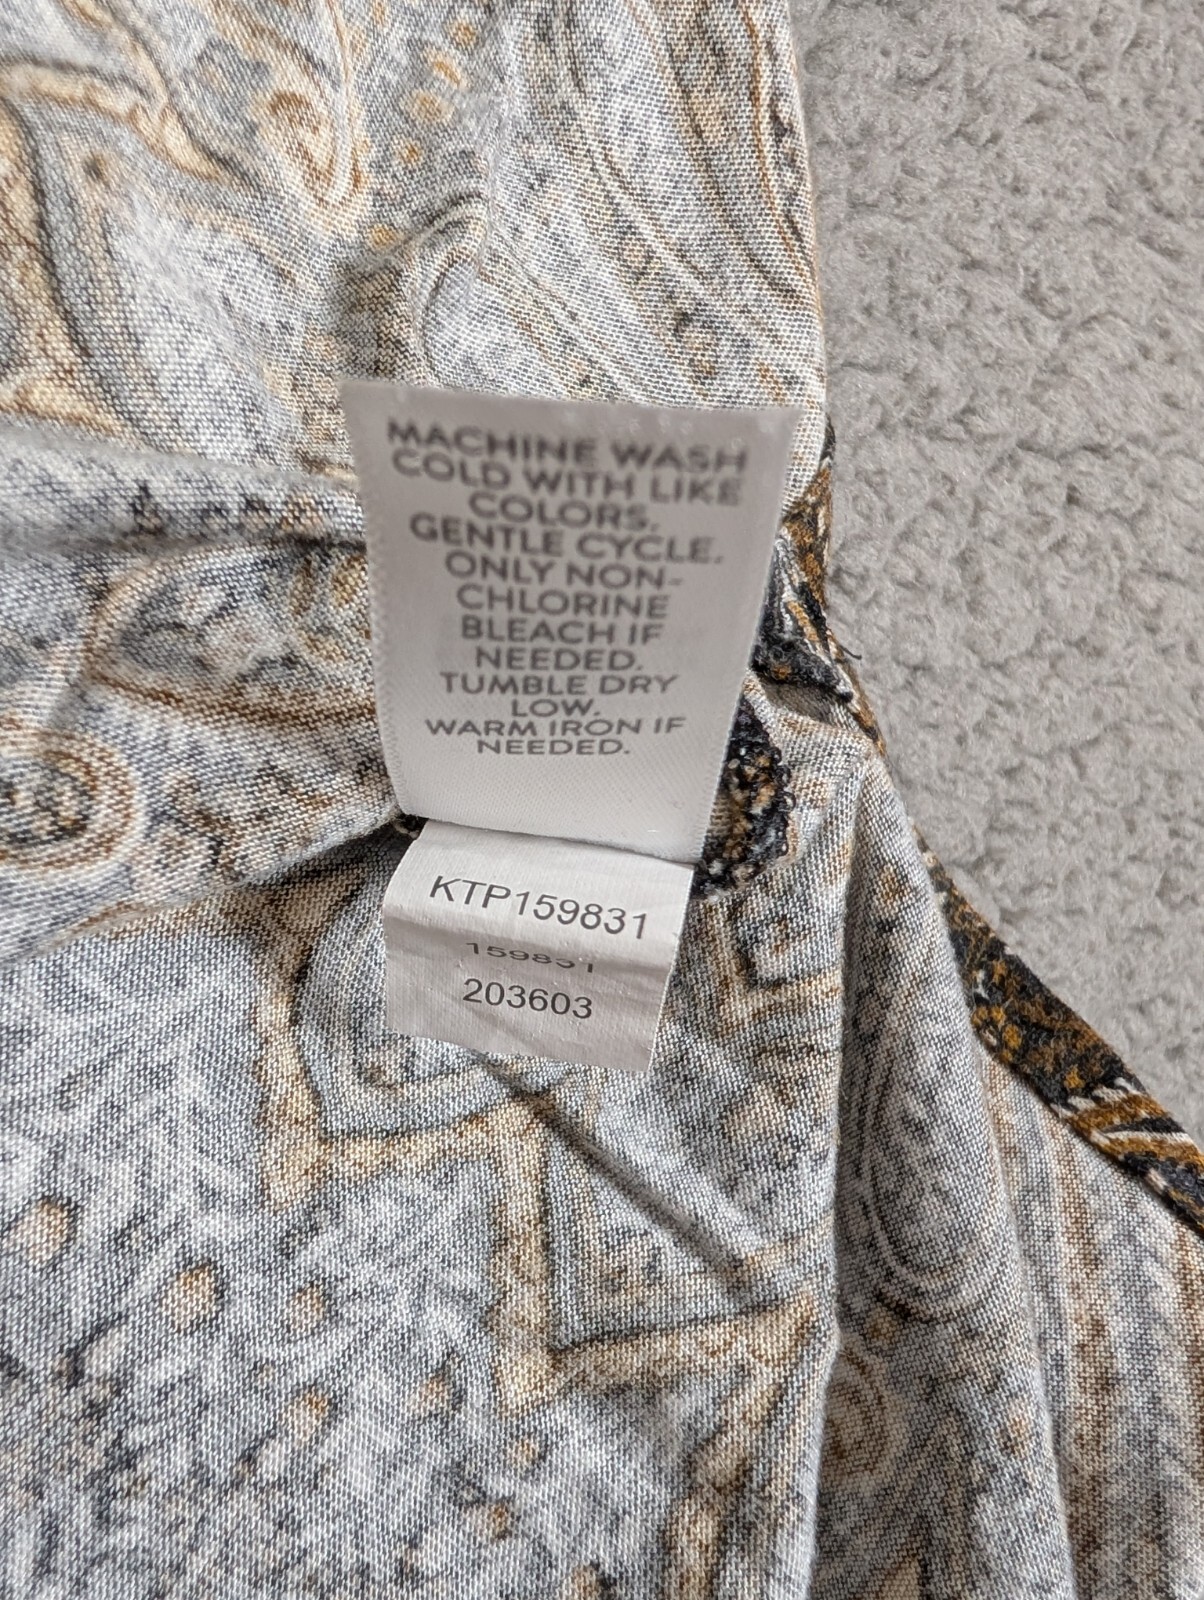 MACHINE WASH
COLD WITH LIKE
COLORS.
GENTLE CYCLE.
ONLY NON-
CHLORINE
BLEACH IF
NEEDED.
TUMBLE DRY
LOW.
WARM IRON IF
NEEDED.
KTP159831
159831
203603